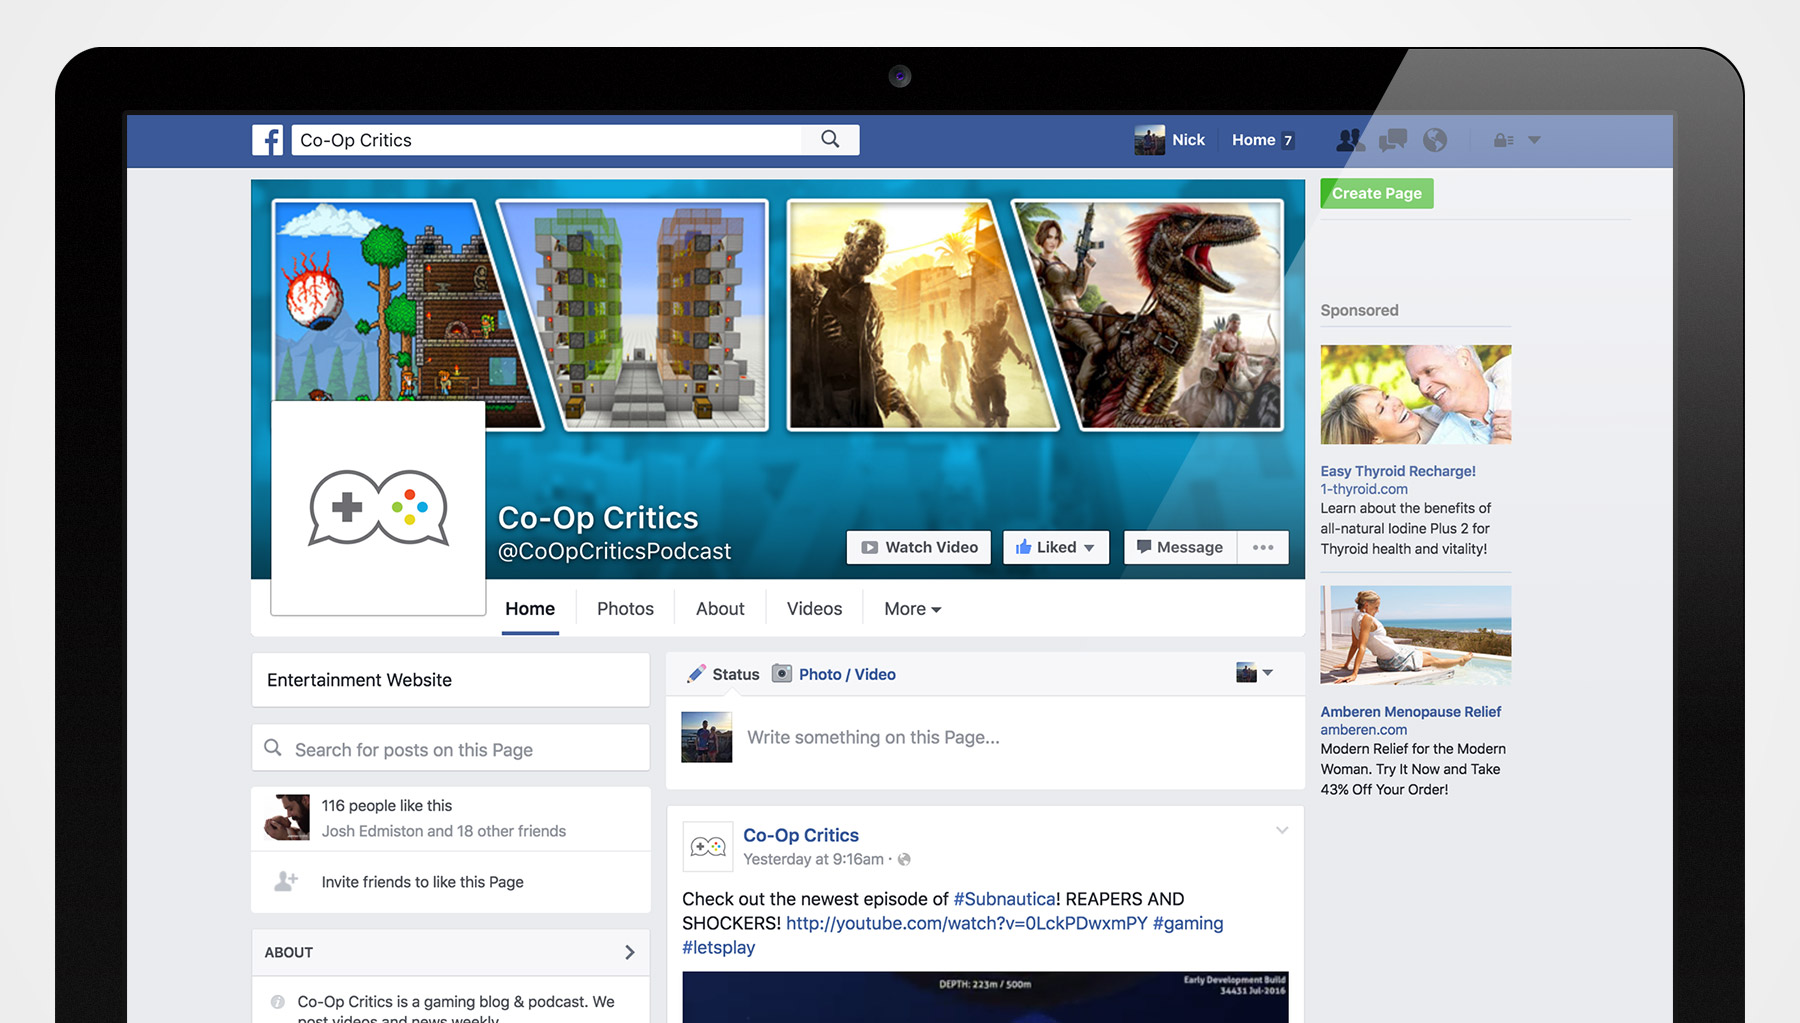 Co-Op Critics
Nick
Home 7
Create Page
Co-Op Critics
@CoOpCriticsPodcast
Watch Video
Liked
Message
Home
Photos
About
Videos
More
Sponsored
Easy Thyroid Recharge!
1-thyroid.com
Learn about the benefits of
all-natural Iodine Plus 2 for
Thyroid health and vitality!
Amberen Menopause Relief
amberen.com
Modern Relief for the Modern
Woman. Try It Now and Take
43% Off Your Order!
Entertainment Website
Search for posts on this Page
116 people like this
Josh Edmiston and 18 other friends
Invite friends to like this Page
ABOUT
Co-Op Critics is a gaming blog & podcast. We
post videos and news weekly
Status
Photo / Video
Write something on this Page...
Co-Op Critics
Yesterday at 9:16am ·
Check out the newest episode of #Subnautica! REAPERS AND
SHOCKERS! http://youtube.com/watch?v=0LckPDwxmPY #gaming
#letsplay
DEPTH: 223m / 500m
Early Development Build
34431 Jul-2016